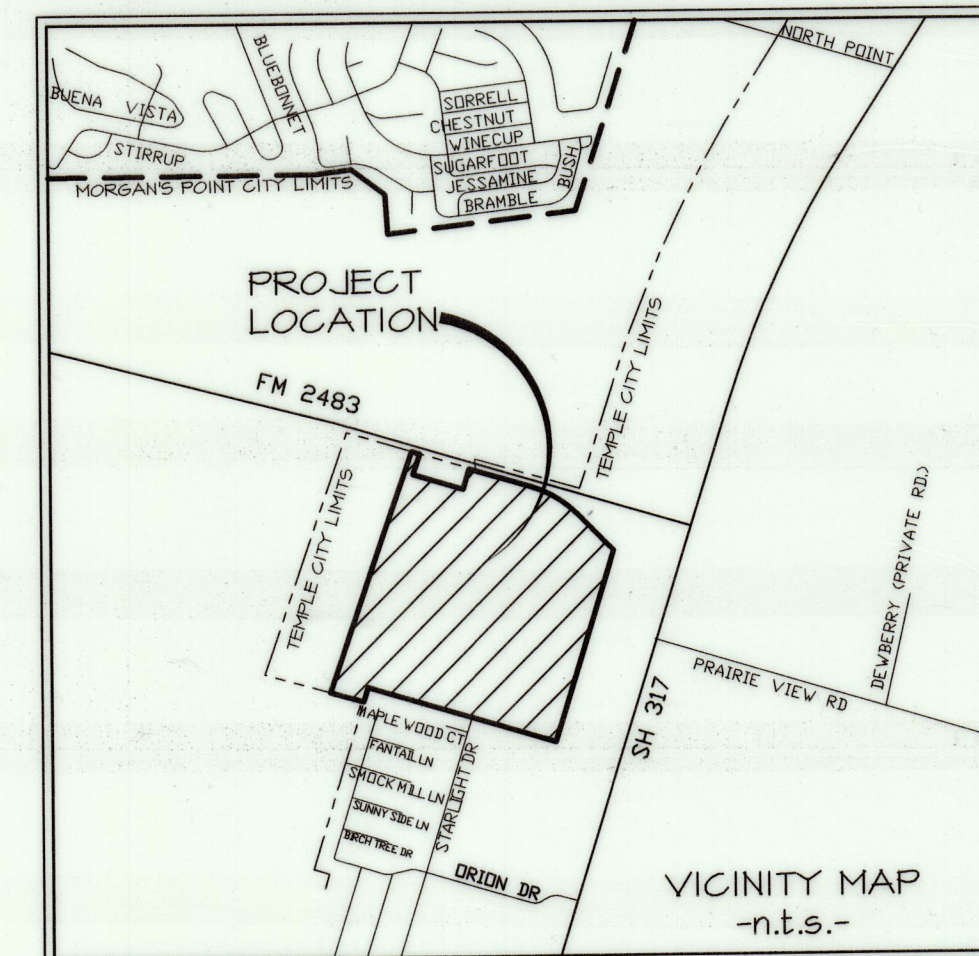 NORTH POINT
BLUEBONNET
BUENA VISTA
SORRELL
CHESTNUT
WINECUP
STIRRUP
SUGARFOOT
BUSH
JESSAMINE
MORGAN'S POINT CITY LIMITS
BRAMBLE
PROJECT
LOCATION
TEMPLE CITY LIMITS
FM 2483
TEMPLE CITY LIMITS
DEWBERRY (PRIVATE RD.)
PRAIRIE VIEW RD
SH 317
MAPLE WOOD CT
FANTAIL LN
SMOCK MILL LN
STARLIGHT DR
SUNNY SIDE LN
BIRCH TREE DR
ORION DR
VICINITY MAP
-n.t.s.-